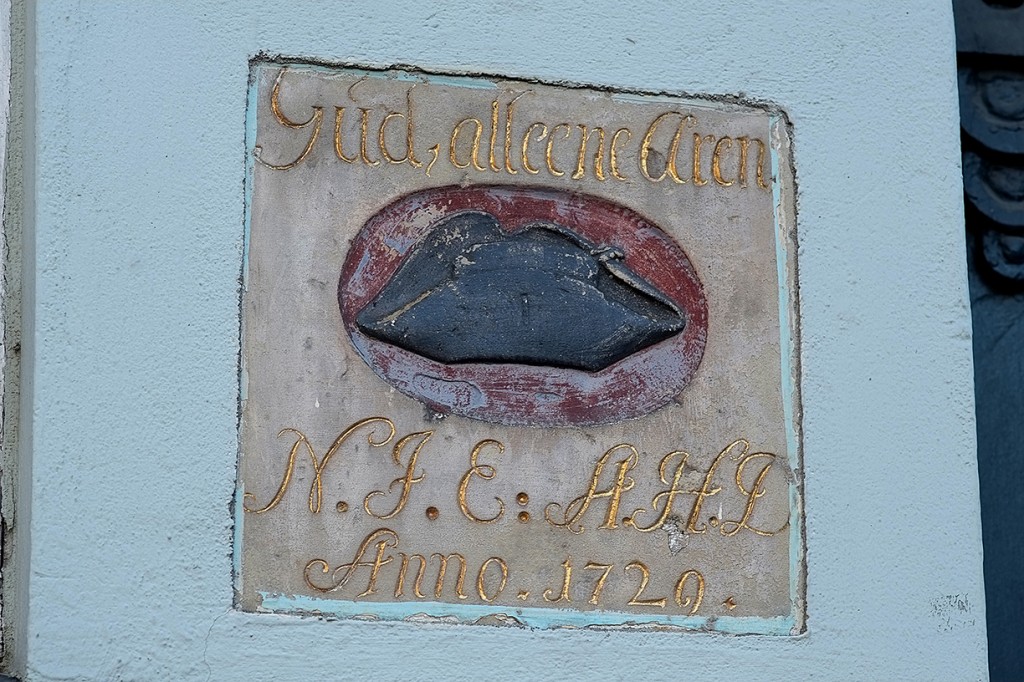 Gud, alleene Æren
N. J. E: A. H. D
Anno. 1729.